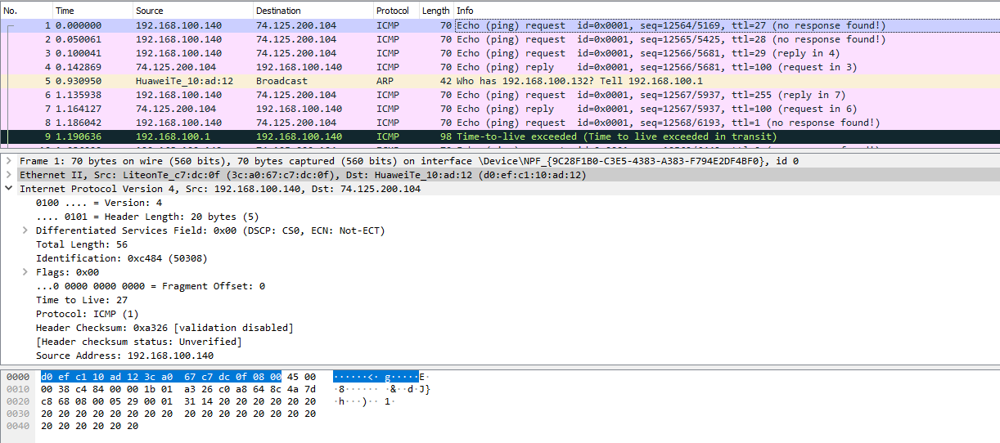 No. Time Source Destination Protocol Length Info
1 0.000000 192.168.100.140 74.125.200.104 ICMP 70 Echo (ping) request id=0x0001, seq=12564/5169, ttl=27 (no response found!)
2 0.050061 192.168.100.140 74.125.200.104 ICMP 70 Echo (ping) request id=0x0001, seq=12565/5425, ttl=28 (no response found!)
3 0.100041 192.168.100.140 74.125.200.104 ICMP 70 Echo (ping) request id=0x0001, seq=12566/5681, ttl=29 (reply in 4)
4 0.142869 74.125.200.104 192.168.100.140 ICMP 70 Echo (ping) reply id=0x0001, seq=12566/5681, ttl=100 (request in 3)
5 0.930950 HuaweiTe_10:ad:12 Broadcast ARP 42 Who has 192.168.100.132? Tell 192.168.100.1
6 1.135938 192.168.100.140 74.125.200.104 ICMP 70 Echo (ping) request id=0x0001, seq=12567/5937, ttl=255 (reply in 7)
7 1.164127 74.125.200.104 192.168.100.140 ICMP 70 Echo (ping) reply id=0x0001, seq=12567/5937, ttl=100 (request in 6)
8 1.186042 192.168.100.140 74.125.200.104 ICMP 70 Echo (ping) request id=0x0001, seq=12568/6193, ttl=1 (no response found!)
9 1.190636 192.168.100.1 192.168.100.140 ICMP 98 Time-to-live exceeded (Time to live exceeded in transit)
Frame 1: 70 bytes on wire (560 bits), 70 bytes captured (560 bits) on interface \Device\NPF_{9C28F1B0-C3E5-4383-A383-F794E2DF4BF0}, id 0
Ethernet II, Src: LiteonTe_c7:dc:0f (3c:a0:67:c7:dc:0f), Dst: HuaweiTe_10:ad:12 (d0:ef:c1:10:ad:12)
Internet Protocol Version 4, Src: 192.168.100.140, Dst: 74.125.200.104
0100 .... = Version: 4
.... 0101 = Header Length: 20 bytes (5)
Differentiated Services Field: 0x00 (DSCP: CS0, ECN: Not-ECT)
Total Length: 56
Identification: 0xc484 (50308)
Flags: 0x00
...0 0000 0000 0000 = Fragment Offset: 0
Time to Live: 27
Protocol: ICMP (1)
Header Checksum: 0xa326 [validation disabled]
[Header checksum status: Unverified]
Source Address: 192.168.100.140
0000 d0 ef c1 10 ad 12 3c a0 67 c7 dc 0f 08 00 45 00 ······<· g·····E·
0010 00 38 c4 84 00 00 1b 01 a3 26 c0 a8 64 8c 4a 7d ·8······ ·&··d·J}
0020 c8 68 08 00 05 29 00 01 31 14 20 20 20 20 20 20 ·h···)·· 1·
0030 20 20 20 20 20 20 20 20 20 20 20 20 20 20 20 20
0040 20 20 20 20 20 20